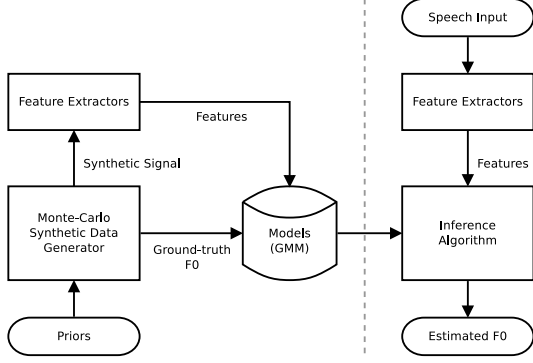 Speech Input
Feature Extractors
Features
Feature Extractors
Features
Synthetic Signal
Monte-Carlo
Synthetic Data
Generator
Ground-truth
F0
Models
(GMM)
Inference
Algorithm
Priors
Estimated F0